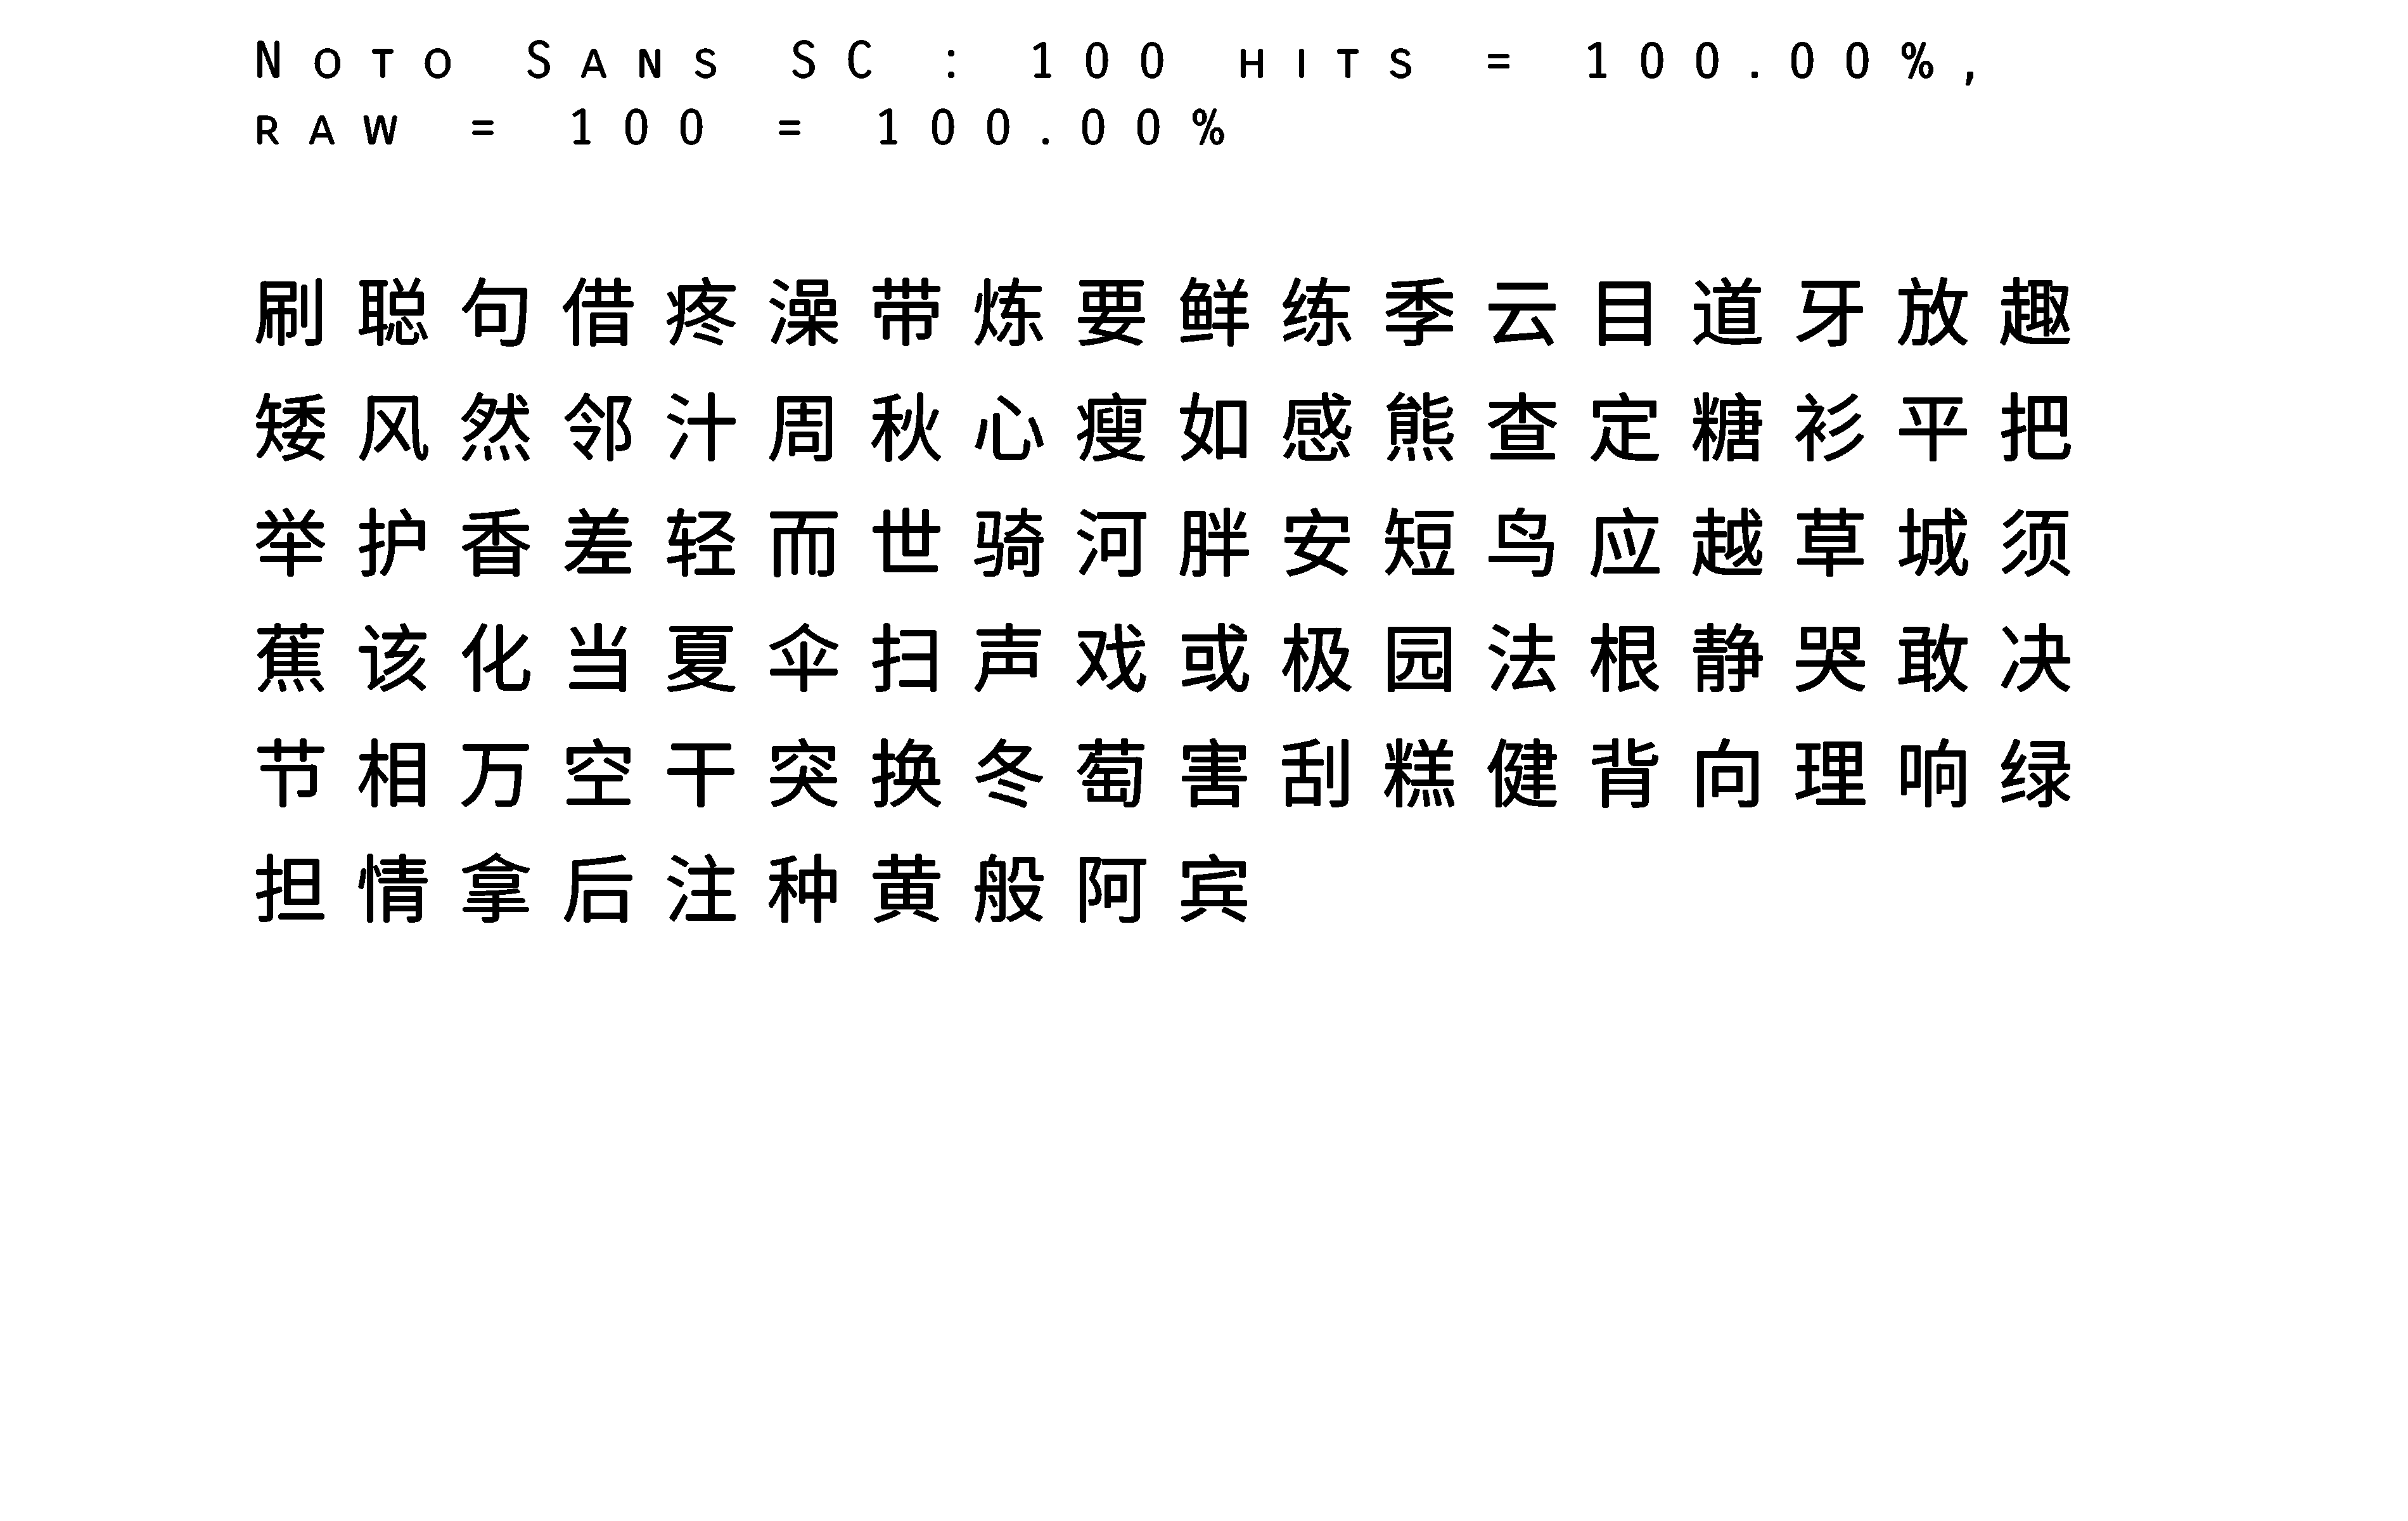 Noto Sans SC : 100 hits = 100.00%,
raw = 100 = 100.00%
刷聪句借疼澡带炼要鲜练季云目道牙放趣
矮风然邻汁周秋心瘦如感熊查定糖衫平把
举护香差轻而世骑河胖安短鸟应越草城须
蕉该化当夏伞扫声戏或极园法根静哭敢决
节相万空干突换冬萄害刮糕健背向理响绿
担情拿后注种黄般阿宾